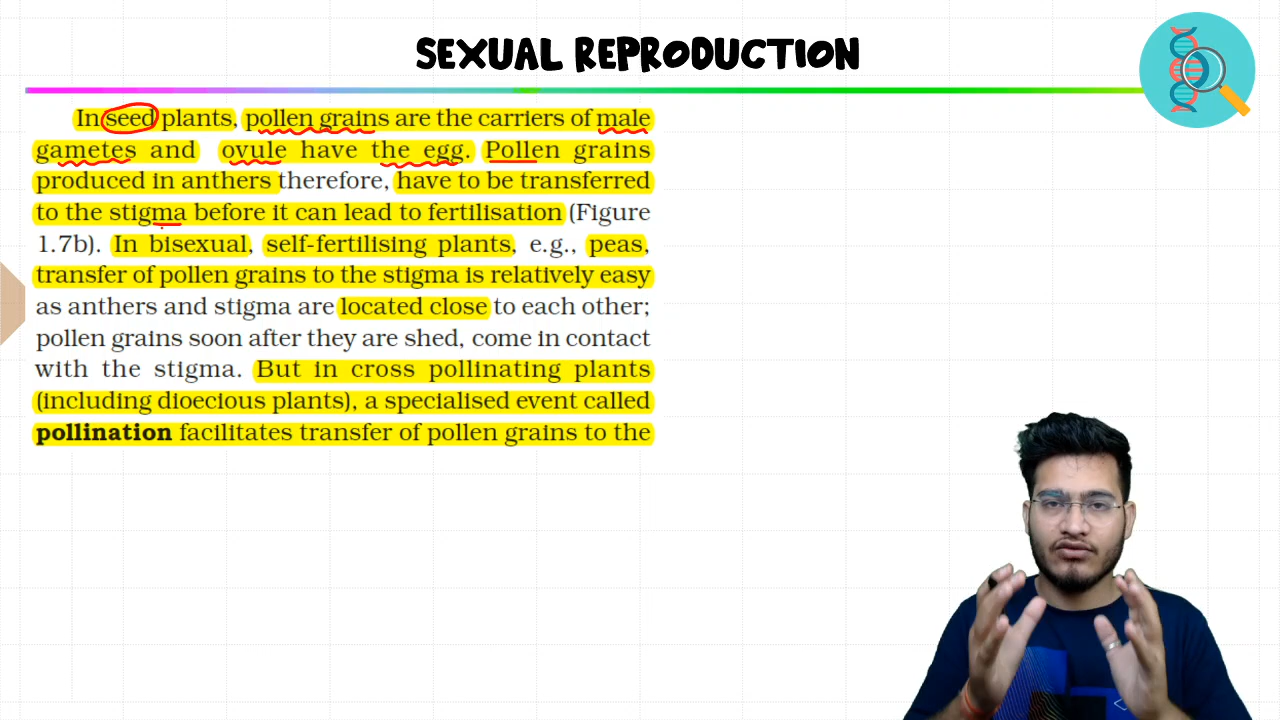 SEXUAL REPRODUCTION
In seed plants, pollen grains are the carriers of male
gametes and ovule have the egg. Pollen grains
produced in anthers therefore, have to be transferred
to the stigma before it can lead to fertilisation (Figure
1.7b). In bisexual, self-fertilising plants, e.g., peas,
transfer of pollen grains to the stigma is relatively easy
as anthers and stigma are located close to each other;
pollen grains soon after they are shed, come in contact
with the stigma. But in cross pollinating plants
(including dioecious plants), a specialised event called
pollination facilitates transfer of pollen grains to the